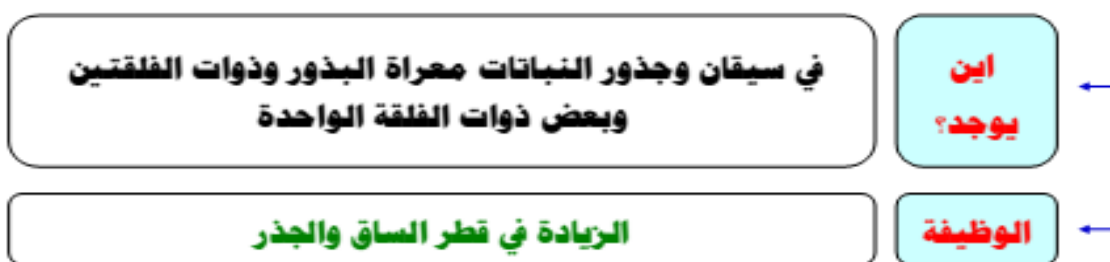 اين
يوجد؟
في سيقان وجذور النباتات معراة البذور وذوات الفلقتين
وبعض ذوات الفلقة الواحدة
الوظيفة
الزيادة في قطر الساق والجذر